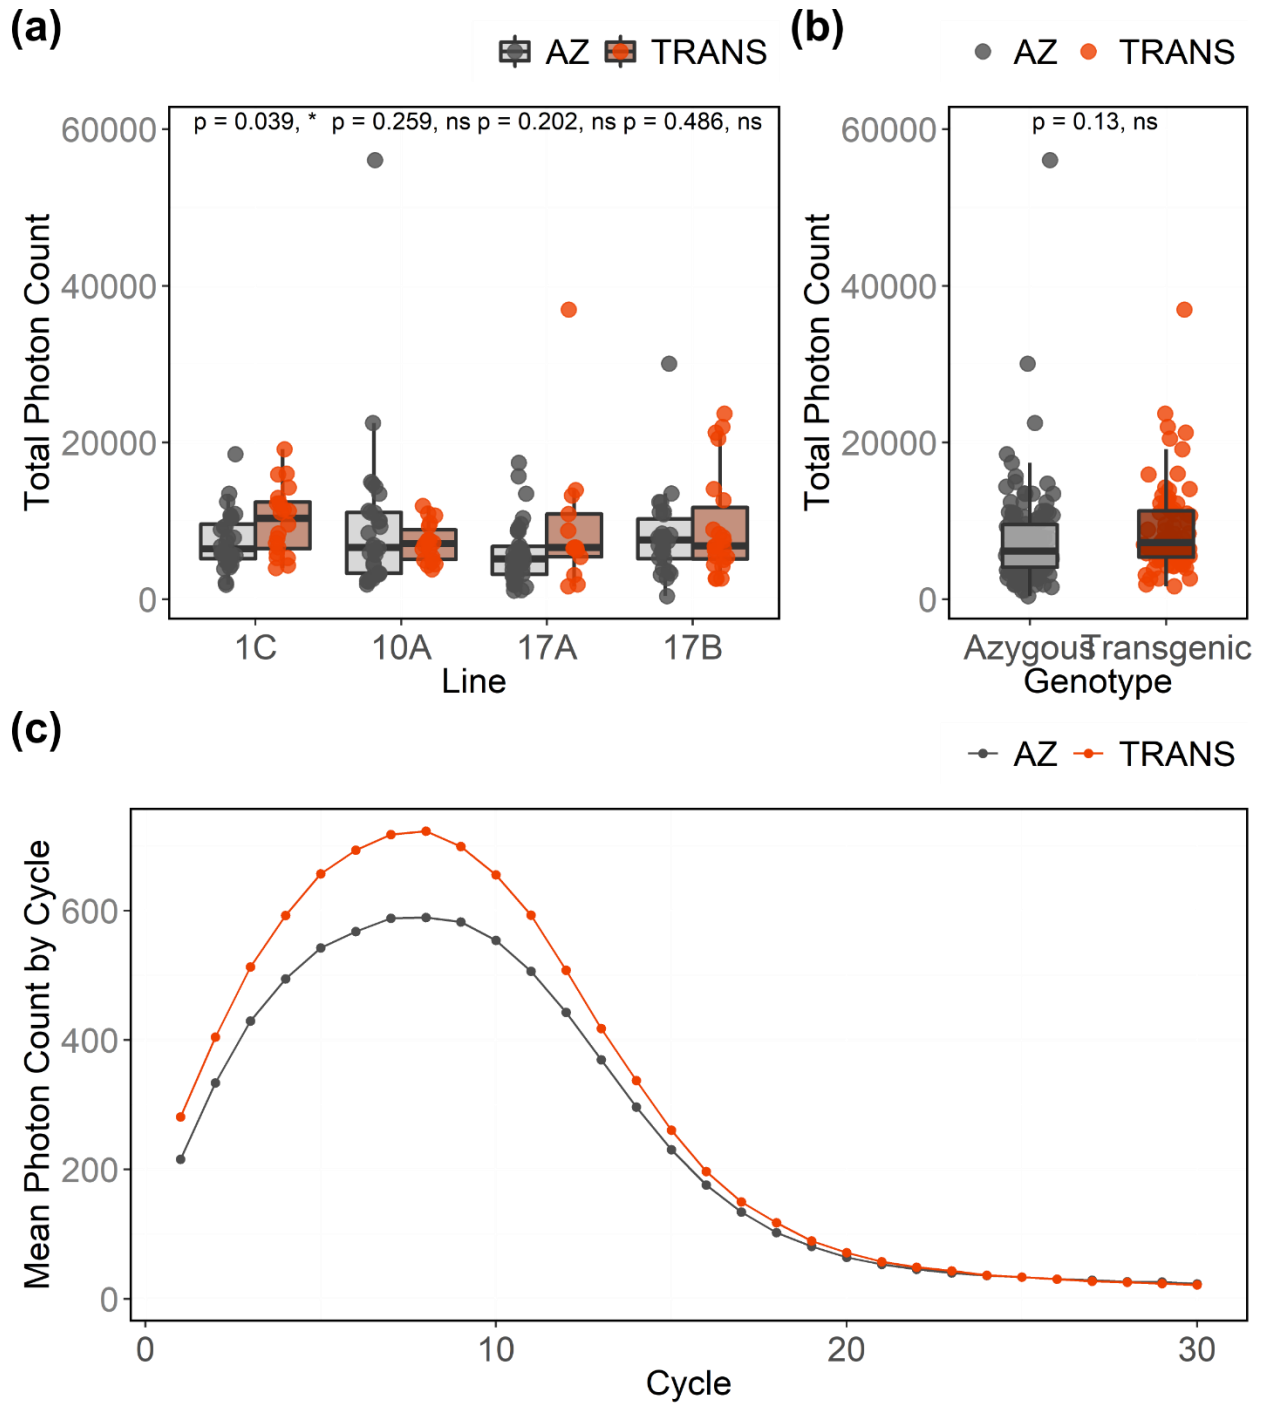 (a)
AZ TRANS
p = 0.039, * p = 0.259, ns p = 0.202, ns p = 0.486, ns
60000
40000
20000
0
Total Photon Count
1C 10A 17A 17B
Line
(b)
AZ TRANS
p = 0.13, ns
60000
40000
20000
0
Total Photon Count
Azygous Transgenic
Genotype
(c)
AZ TRANS
600
400
200
0
Mean Photon Count by Cycle
0 10 20 30
Cycle